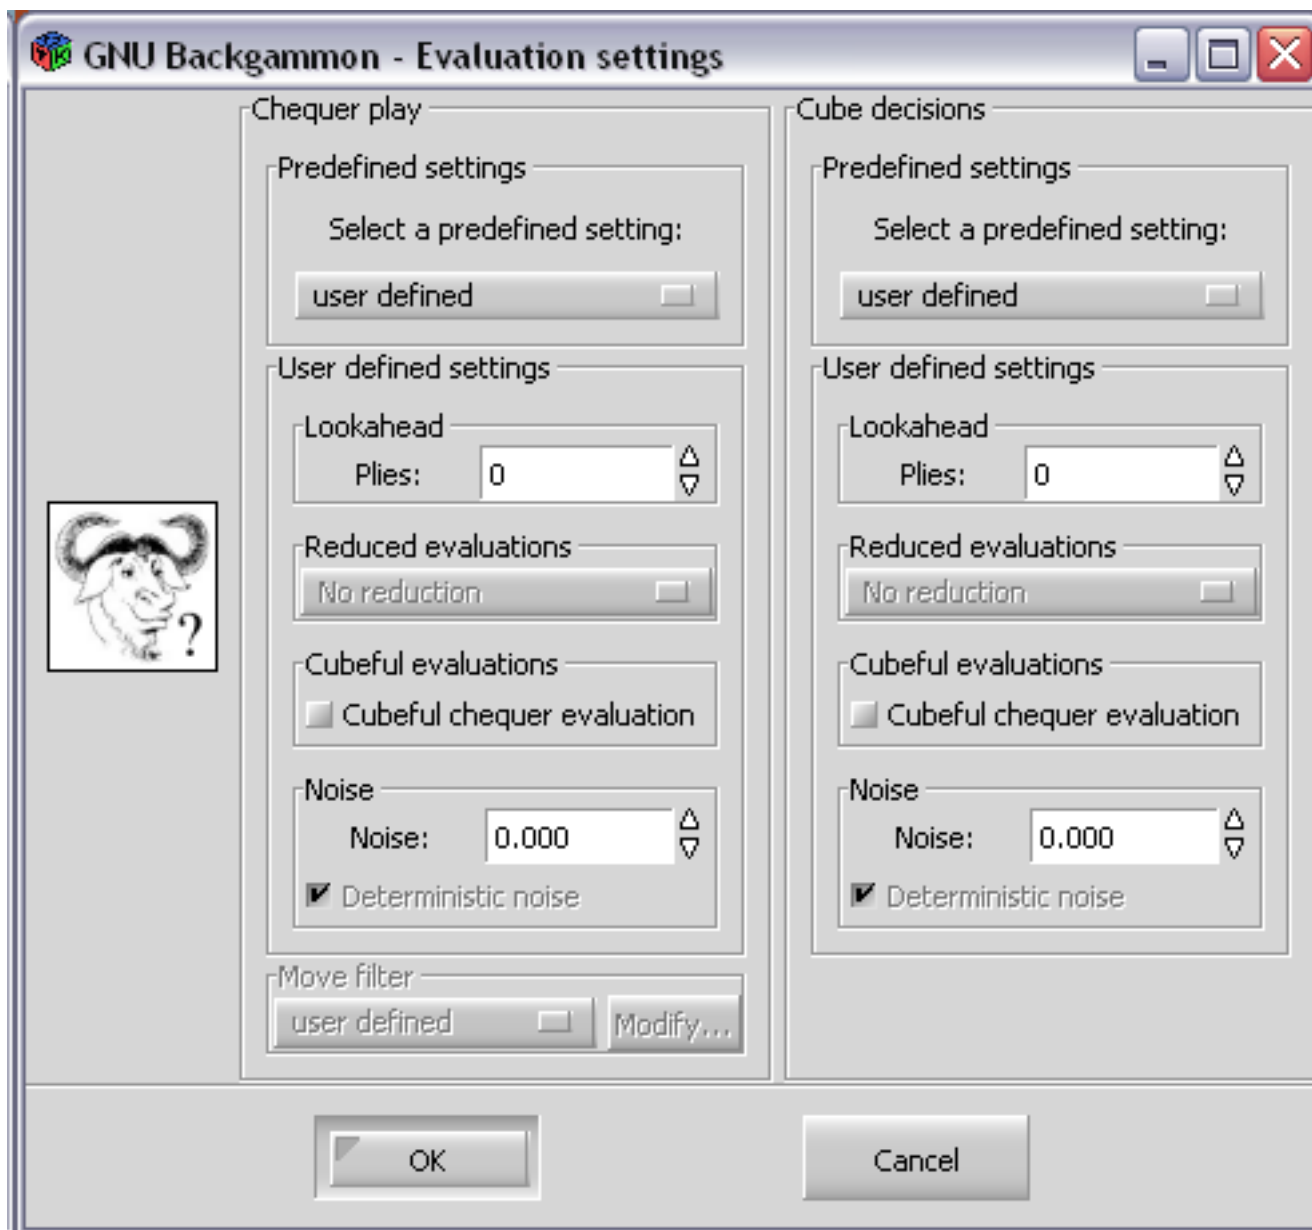 GNU Backgammon - Evaluation settings
Chequer play
Predefined settings
Select a predefined setting:
user defined
User defined settings
Lookahead
Plies: 0
Reduced evaluations
No reduction
Cubeful evaluations
Cubeful chequer evaluation
Noise
Noise: 0.000
Deterministic noise
Move filter
user defined Modify...
Cube decisions
Predefined settings
Select a predefined setting:
user defined
User defined settings
Lookahead
Plies: 0
Reduced evaluations
No reduction
Cubeful evaluations
Cubeful chequer evaluation
Noise
Noise: 0.000
Deterministic noise
?
OK Cancel